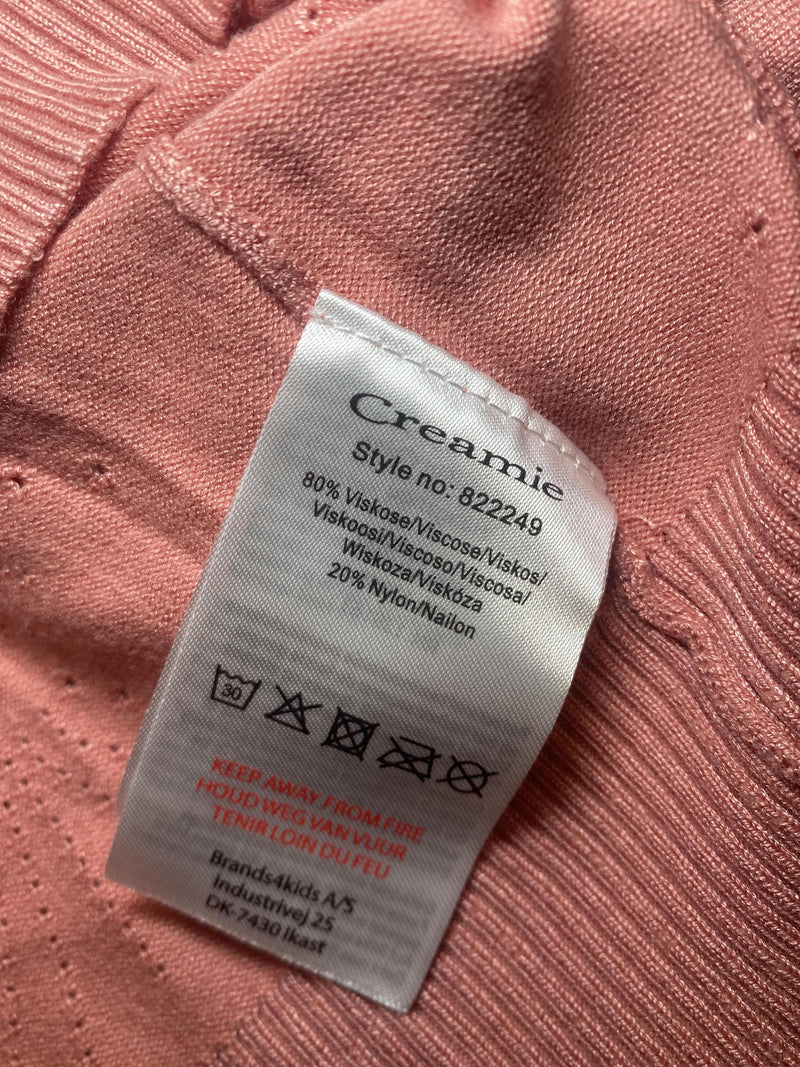 Creamie
Style no: 822249
80% Viskose/Viscose/Viskos/
Viskoosi/Viscoso/Viscosa/
Wiskoza/Viskóza
20% Nylon/Nailon
30
KEEP AWAY FROM FIRE
HOUD WEG VAN VUUR
TENIR LOIN DU FEU
Brands4kids A/S
Industrivej 25
DK-7430 Ikast